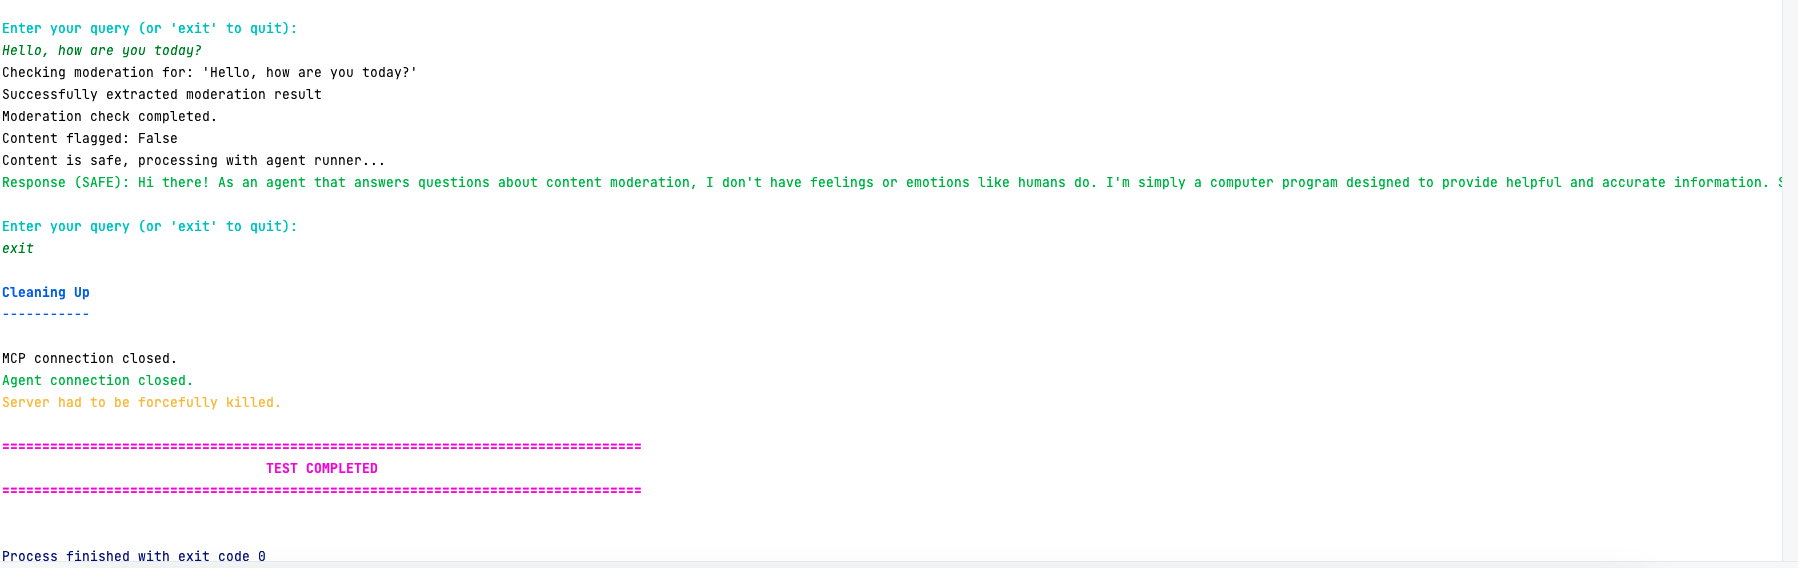 Enter your query (or 'exit' to quit):
Hello, how are you today?
Checking moderation for: 'Hello, how are you today?'
Successfully extracted moderation result
Moderation check completed.
Content flagged: False
Content is safe, processing with agent runner...
Response (SAFE): Hi there! As an agent that answers questions about content moderation, I don't have feelings or emotions like humans do. I'm simply a computer program designed to provide helpful and accurate information.
Enter your query (or 'exit' to quit):
exit
Cleaning Up
-----------
MCP connection closed.
Agent connection closed.
Server had to be forcefully killed.
================================================================================
TEST COMPLETED
================================================================================
Process finished with exit code 0